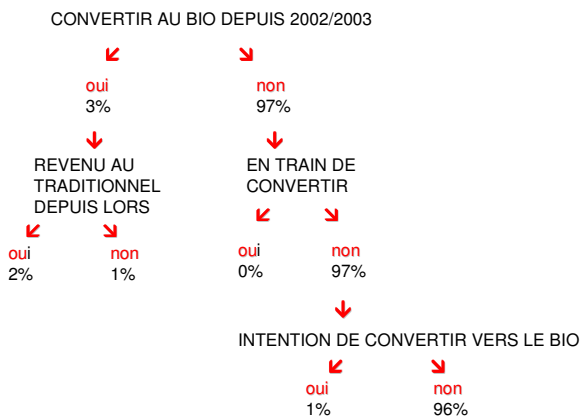 CONVERTIR AU BIO DEPUIS 2002/2003
oui non
3% 97%
REVENU AU EN TRAIN DE
TRADITIONNEL CONVERTIR
DEPUIS LORS
oui non oui non
2% 1% 0% 97%
INTENTION DE CONVERTIR VERS LE BIO
oui non
1% 96%